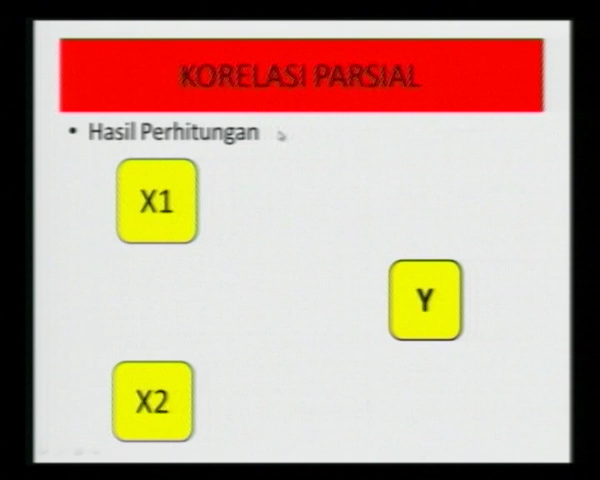 KORELASI PARSIAL
• Hasil Perhitungan
X1
Y
X2